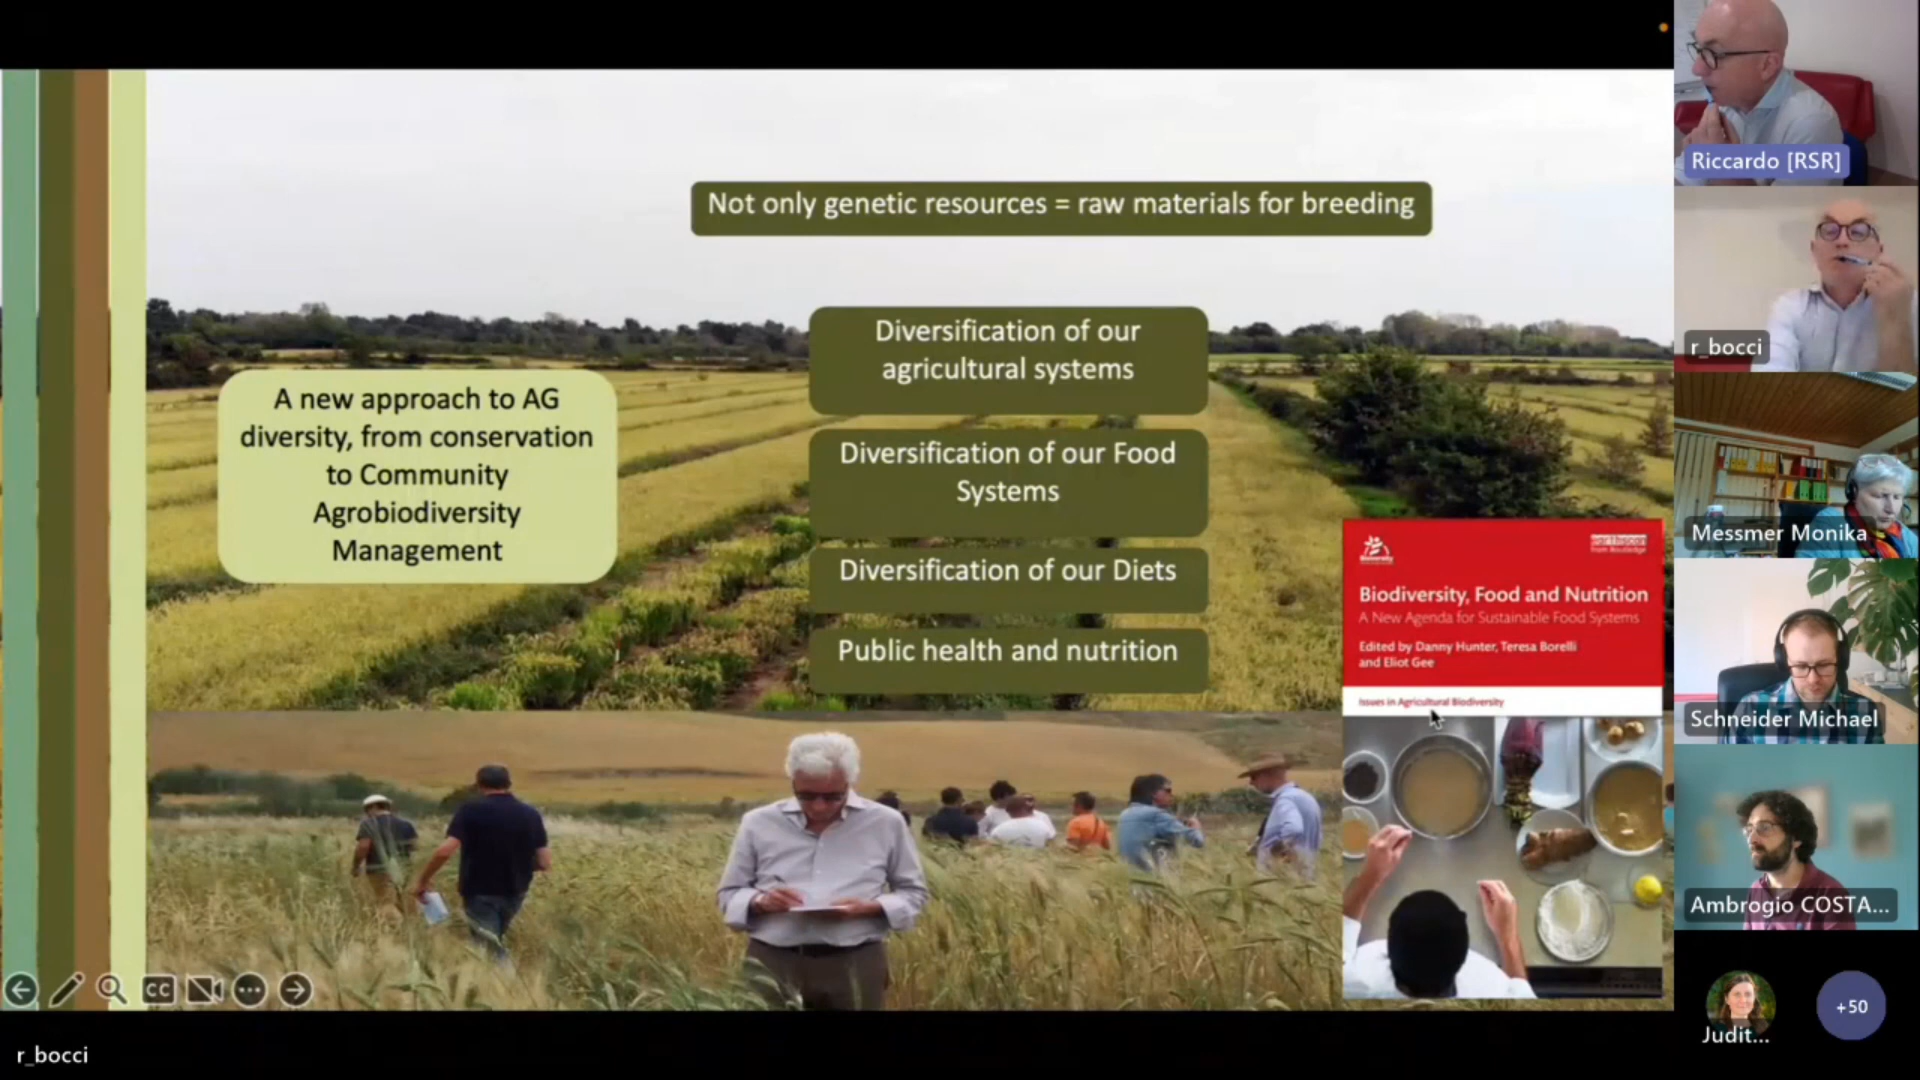 Not only genetic resources = raw materials for breeding
A new approach to AG
diversity, from conservation
to Community
Agrobiodiversity
Management
Diversification of our
agricultural systems
Diversification of our Food
Systems
Diversification of our Diets
Public health and nutrition
Biodiversity, Food and Nutrition
A New Agenda for Sustainable Food Systems
Edited by Danny Hunter, Teresa Borelli
and Eliot Gee
Issues in Agricultural Biodiversity
CC
r_bocci
Riccardo [RSR]
r_bocci
Messmer Monika
Schneider Michael
Ambrogio COSTA...
Judit...
+50